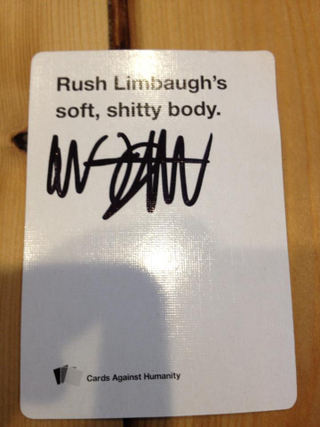 Rush Limbaugh's
soft, shitty body.
Cards Against Humanity